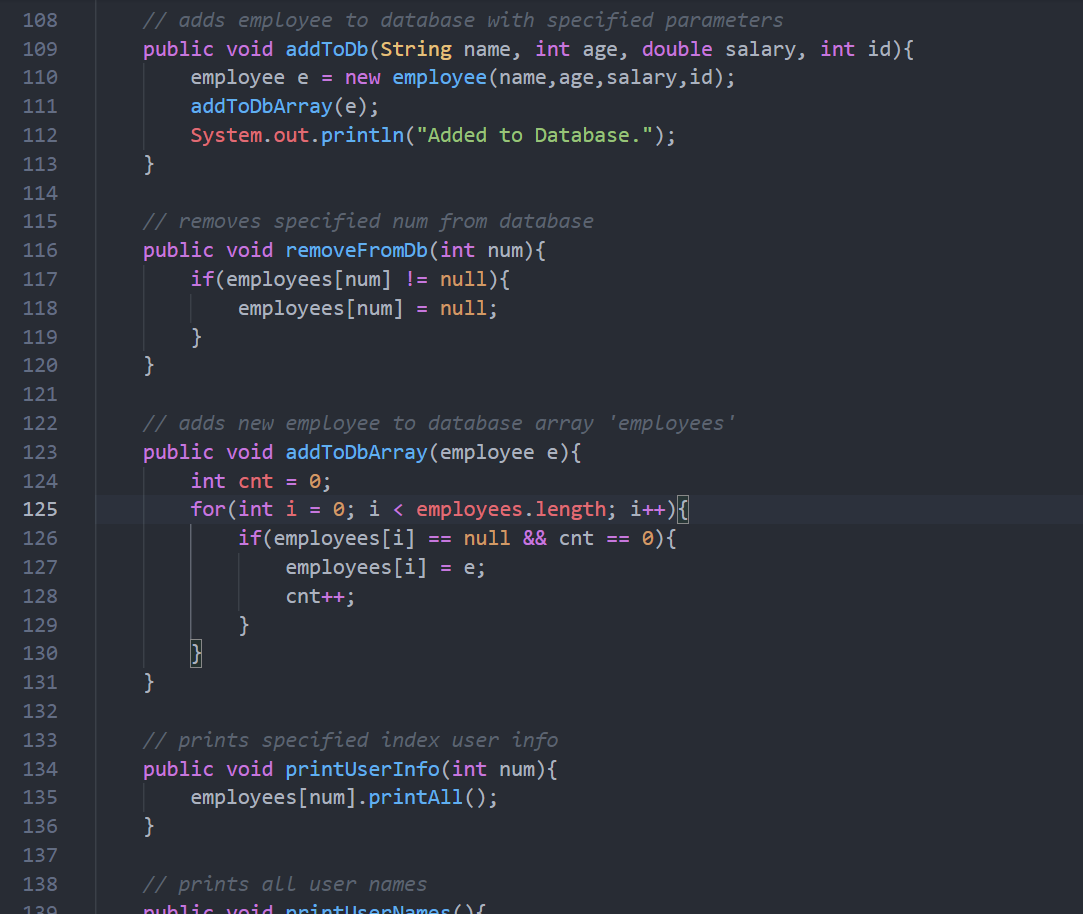 108 // adds employee to database with specified parameters
109 public void addToDb(String name, int age, double salary, int id){
110 employee e = new employee(name,age,salary,id);
111 addToDbArray(e);
112 System.out.println("Added to Database.");
113 }
114
115 // removes specified num from database
116 public void removeFromDb(int num){
117 if(employees[num] != null){
118 employees[num] = null;
119 }
120 }
121
122 // adds new employee to database array 'employees'
123 public void addToDbArray(employee e){
124 int cnt = 0;
125 for(int i = 0; i < employees.length; i++){
126 if(employees[i] == null && cnt == 0){
127 employees[i] = e;
128 cnt++;
129 }
130 }
131 }
132
133 // prints specified index user info
134 public void printUserInfo(int num){
135 employees[num].printAll();
136 }
137
138 // prints all user names
139 public void printUserNames(){